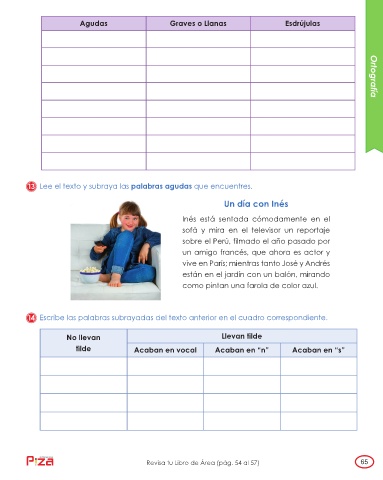 Agudas Graves o Llanas Esdrújulas
Ortografía
13 Lee el texto y subraya las palabras agudas que encuentres.
Un día con Inés
Inés está sentada cómodamente en el
sofá y mira en el televisor un reportaje
sobre el Perú, filmado el año pasado por
un amigo francés, que ahora es actor y
vive en París; mientras tanto José y Andrés
están en el jardín con un balón, mirando
como pintan una farola de color azul.
14 Escribe las palabras subrayadas del texto anterior en el cuadro correspondiente.
No llevan
tilde
Llevan tilde
Acaban en vocal Acaban en "n" Acaban en "s"
Piza
Revisa tu Libro de Área (pág. 54 al 57)
65